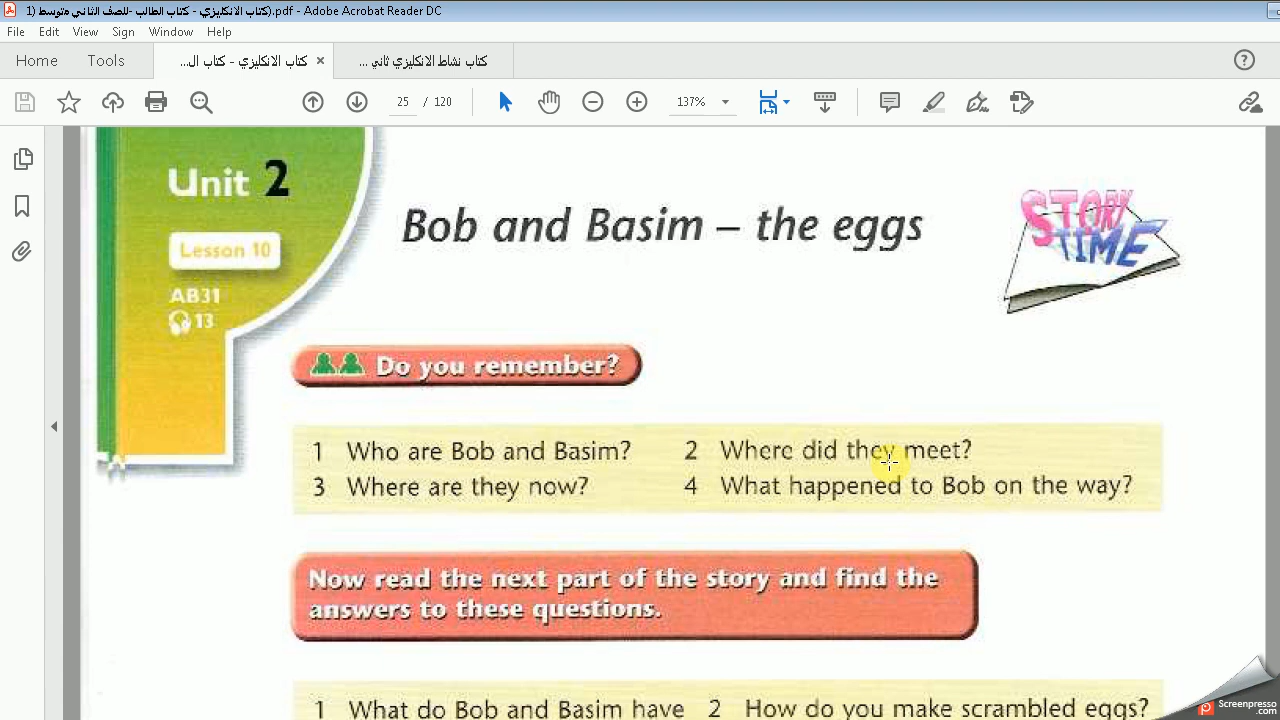 كتاب الانكليزي - كتاب الطالب -للصف الثاني متوسط (1).pdf - Adobe Acrobat Reader DC
File Edit View Sign Window Help
Home Tools كتاب الانكليزي - كتاب ال... × كتاب نشاط الانكليزي ثاني ...
25 / 120 137%
Unit 2
Lesson 10
AB31
13
Bob and Basim – the eggs
STORY TIME
Do you remember?
1 Who are Bob and Basim? 2 Where did they meet?
3 Where are they now? 4 What happened to Bob on the way?
Now read the next part of the story and find the
answers to these questions.
1 What do Bob and Basim have 2 How do you make scrambled eggs?
Screenpresso
.com